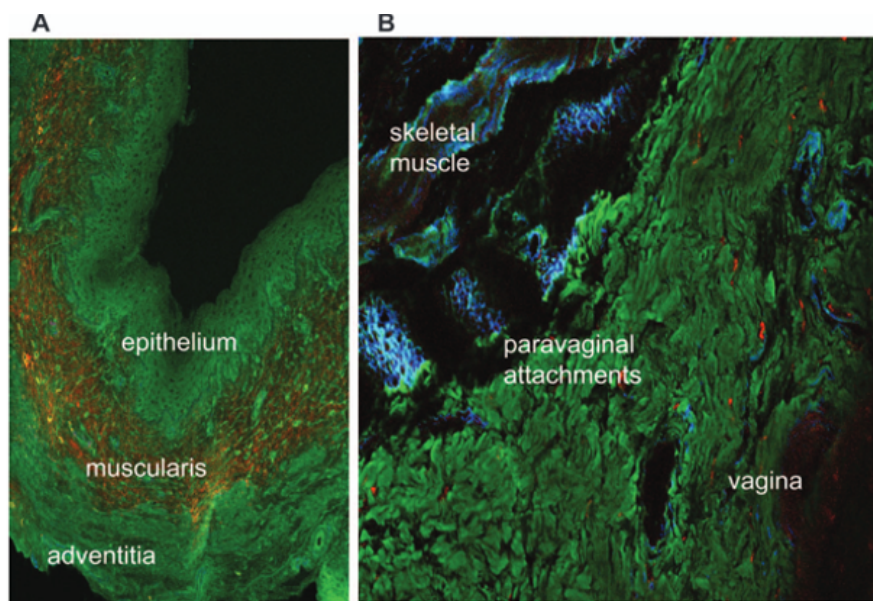 A
B
skeletal
muscle
epithelium
paravaginal
attachments
muscularis
vagina
adventitia